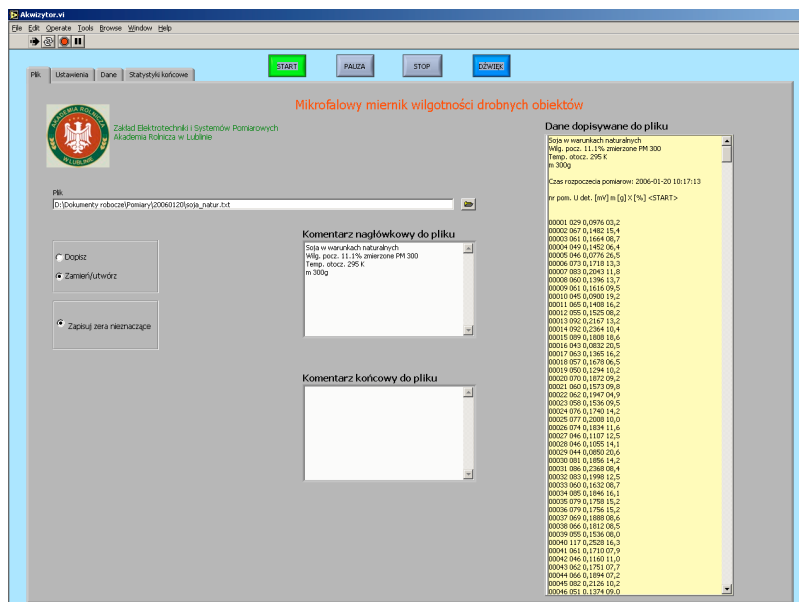 Akwizytor.vi
File Edit Operate Tools Browse Window Help
START PAUZA STOP DŹWIĘK
Plik Ustawienia Dane Statystyki końcowe
Mikrofalowy miernik wilgotności drobnych obiektów
AKADEMIA ROLNICZA W LUBLINIE
Zakład Elektrotechniki i Systemów Pomiarowych
Akademia Rolnicza w Lublinie
Plik
D:\Dokumenty robocze\Pomiary\20060120\soja_natur.txt
Dopisz
Zamień/utwórz
Zapisuj zera nieznaczące
Komentarz nagłówkowy do pliku
Soja w warunkach naturalnych
Wilg. pocz. 11.1% zmierzone PM 300
Temp. otocz. 295 K
m 300g
Komentarz końcowy do pliku
Dane dopisywane do pliku
Soja w warunkach naturalnych
Wilg. pocz. 11.1% zmierzone PM 300
Temp. otocz. 295 K
m 300g
Czas rozpoczecia pomiarow: 2006-01-20 10:17:13
nr pom. U det. [mV] m [g] X [%] <START>
00001 029 0,0976 03,2
00002 067 0,1482 15,4
00003 061 0,1664 08,7
00004 049 0,1452 06,4
00005 046 0,0776 26,5
00006 073 0,1718 13,3
00007 083 0,2043 11,8
00008 060 0,1396 13,7
00009 061 0,1616 09,5
00010 045 0,0900 19,2
00011 065 0,1408 16,2
00012 055 0,1525 08,2
00013 092 0,2167 13,2
00014 092 0,2364 10,4
00015 089 0,1808 18,6
00016 043 0,0832 20,5
00017 063 0,1365 16,2
00018 057 0,1678 06,5
00019 050 0,1294 10,2
00020 070 0,1872 09,2
00021 060 0,1573 09,8
00022 062 0,1947 04,9
00023 058 0,1536 09,5
00024 076 0,1740 14,2
00025 077 0,2008 10,0
00026 074 0,1834 11,6
00027 046 0,1107 12,5
00028 046 0,1055 14,1
00029 044 0,0850 20,6
00030 081 0,1856 14,2
00031 086 0,2368 08,4
00032 083 0,1998 12,5
00033 060 0,1632 08,7
00034 085 0,1846 16,1
00035 079 0,1758 15,2
00036 079 0,1756 15,2
00037 069 0,1888 08,6
00038 066 0,1812 08,5
00039 055 0,1536 08,0
00040 117 0,2528 16,3
00041 061 0,1710 07,9
00042 046 0,1160 11,0
00043 062 0,1751 07,7
00044 066 0,1894 07,2
00045 082 0,2126 10,2
00046 051 0,1374 09,0